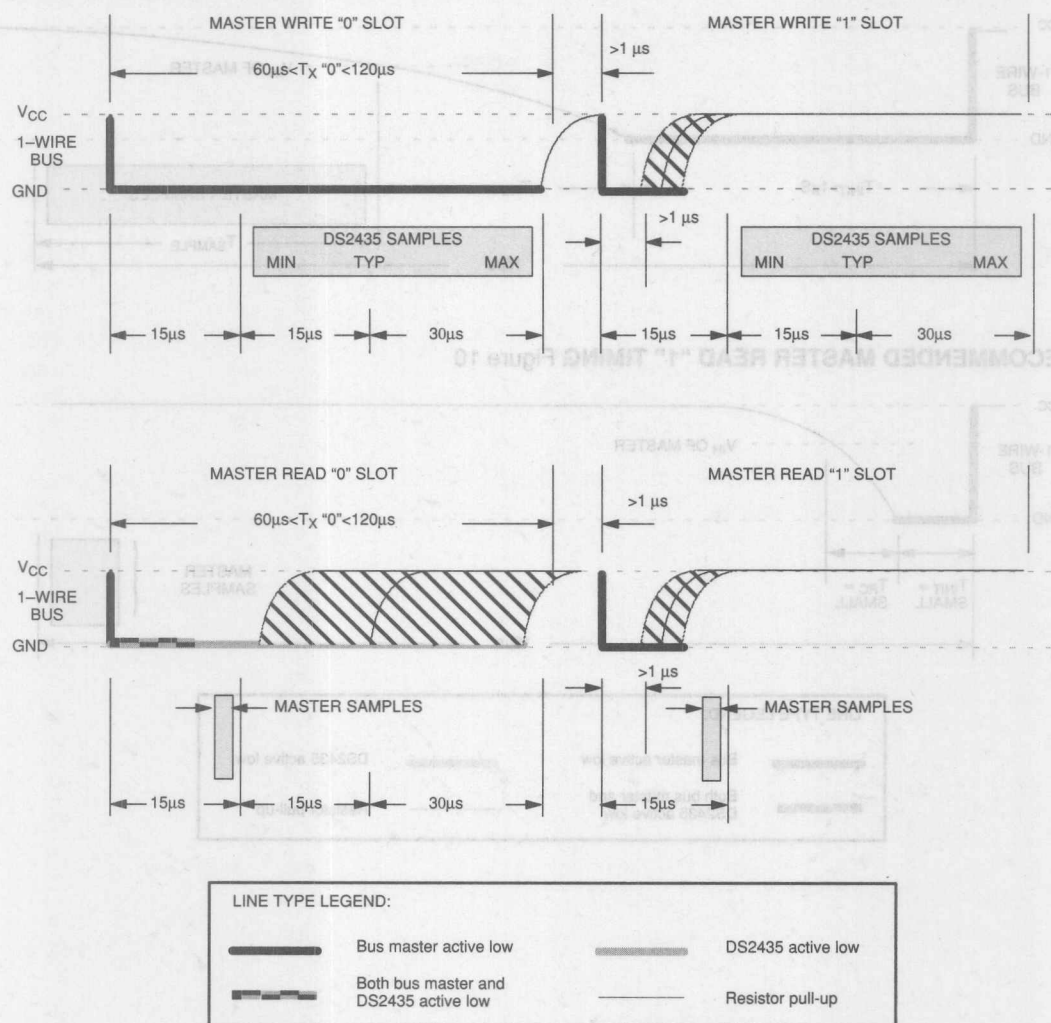 MASTER WRITE “0” SLOT
MASTER WRITE “1” SLOT
>1 µs
60µs<TX “0”<120µs
VCC
1–WIRE
BUS
GND
>1 µs
DS2435 SAMPLES
MIN TYP MAX
DS2435 SAMPLES
MIN TYP MAX
15µs 15µs 30µs 15µs 15µs 30µs
MASTER READ “0” SLOT
MASTER READ “1” SLOT
>1 µs
60µs<TX “0”<120µs
VCC
1–WIRE
BUS
GND
>1 µs
MASTER SAMPLES
MASTER SAMPLES
15µs 15µs 30µs 15µs
LINE TYPE LEGEND:
Bus master active low
DS2435 active low
Both bus master and
DS2435 active low
Resistor pull-up